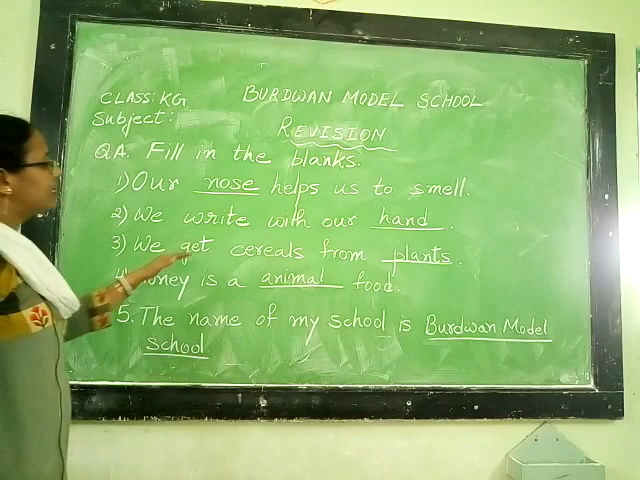 CLASS: KG BURDWAN MODEL SCHOOL
Subject:
REVISION
QA. Fill in the blanks.
1) Our nose helps us to smell.
2) We write with our hand.
3) We get cereals from plants.
is a animal food.
5. The name of my school is Burdwan Model
school